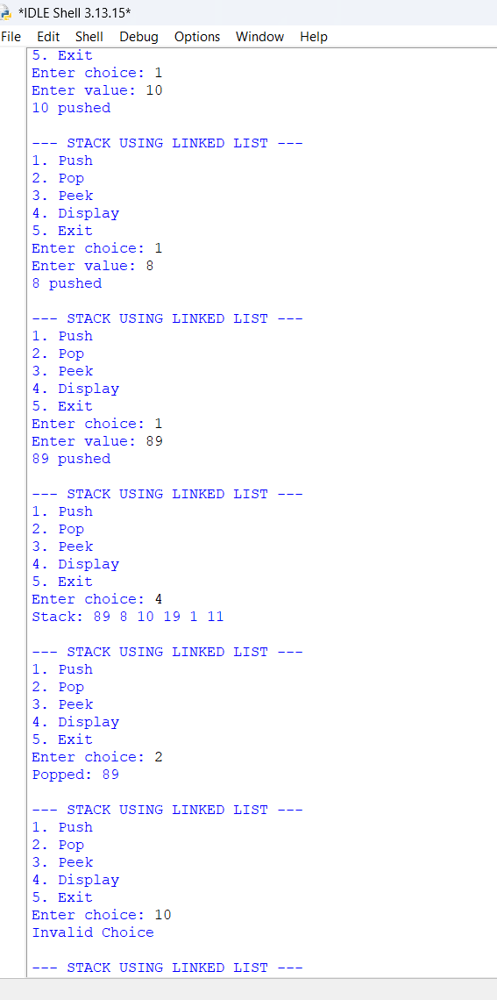 *IDLE Shell 3.13.15*
File Edit Shell Debug Options Window Help
5. Exit
Enter choice: 1
Enter value: 10
10 pushed
--- STACK USING LINKED LIST ---
1. Push
2. Pop
3. Peek
4. Display
5. Exit
Enter choice: 1
Enter value: 8
8 pushed
--- STACK USING LINKED LIST ---
1. Push
2. Pop
3. Peek
4. Display
5. Exit
Enter choice: 1
Enter value: 89
89 pushed
--- STACK USING LINKED LIST ---
1. Push
2. Pop
3. Peek
4. Display
5. Exit
Enter choice: 4
Stack: 89 8 10 19 1 11
--- STACK USING LINKED LIST ---
1. Push
2. Pop
3. Peek
4. Display
5. Exit
Enter choice: 2
Popped: 89
--- STACK USING LINKED LIST ---
1. Push
2. Pop
3. Peek
4. Display
5. Exit
Enter choice: 10
Invalid Choice
--- STACK USING LINKED LIST ---